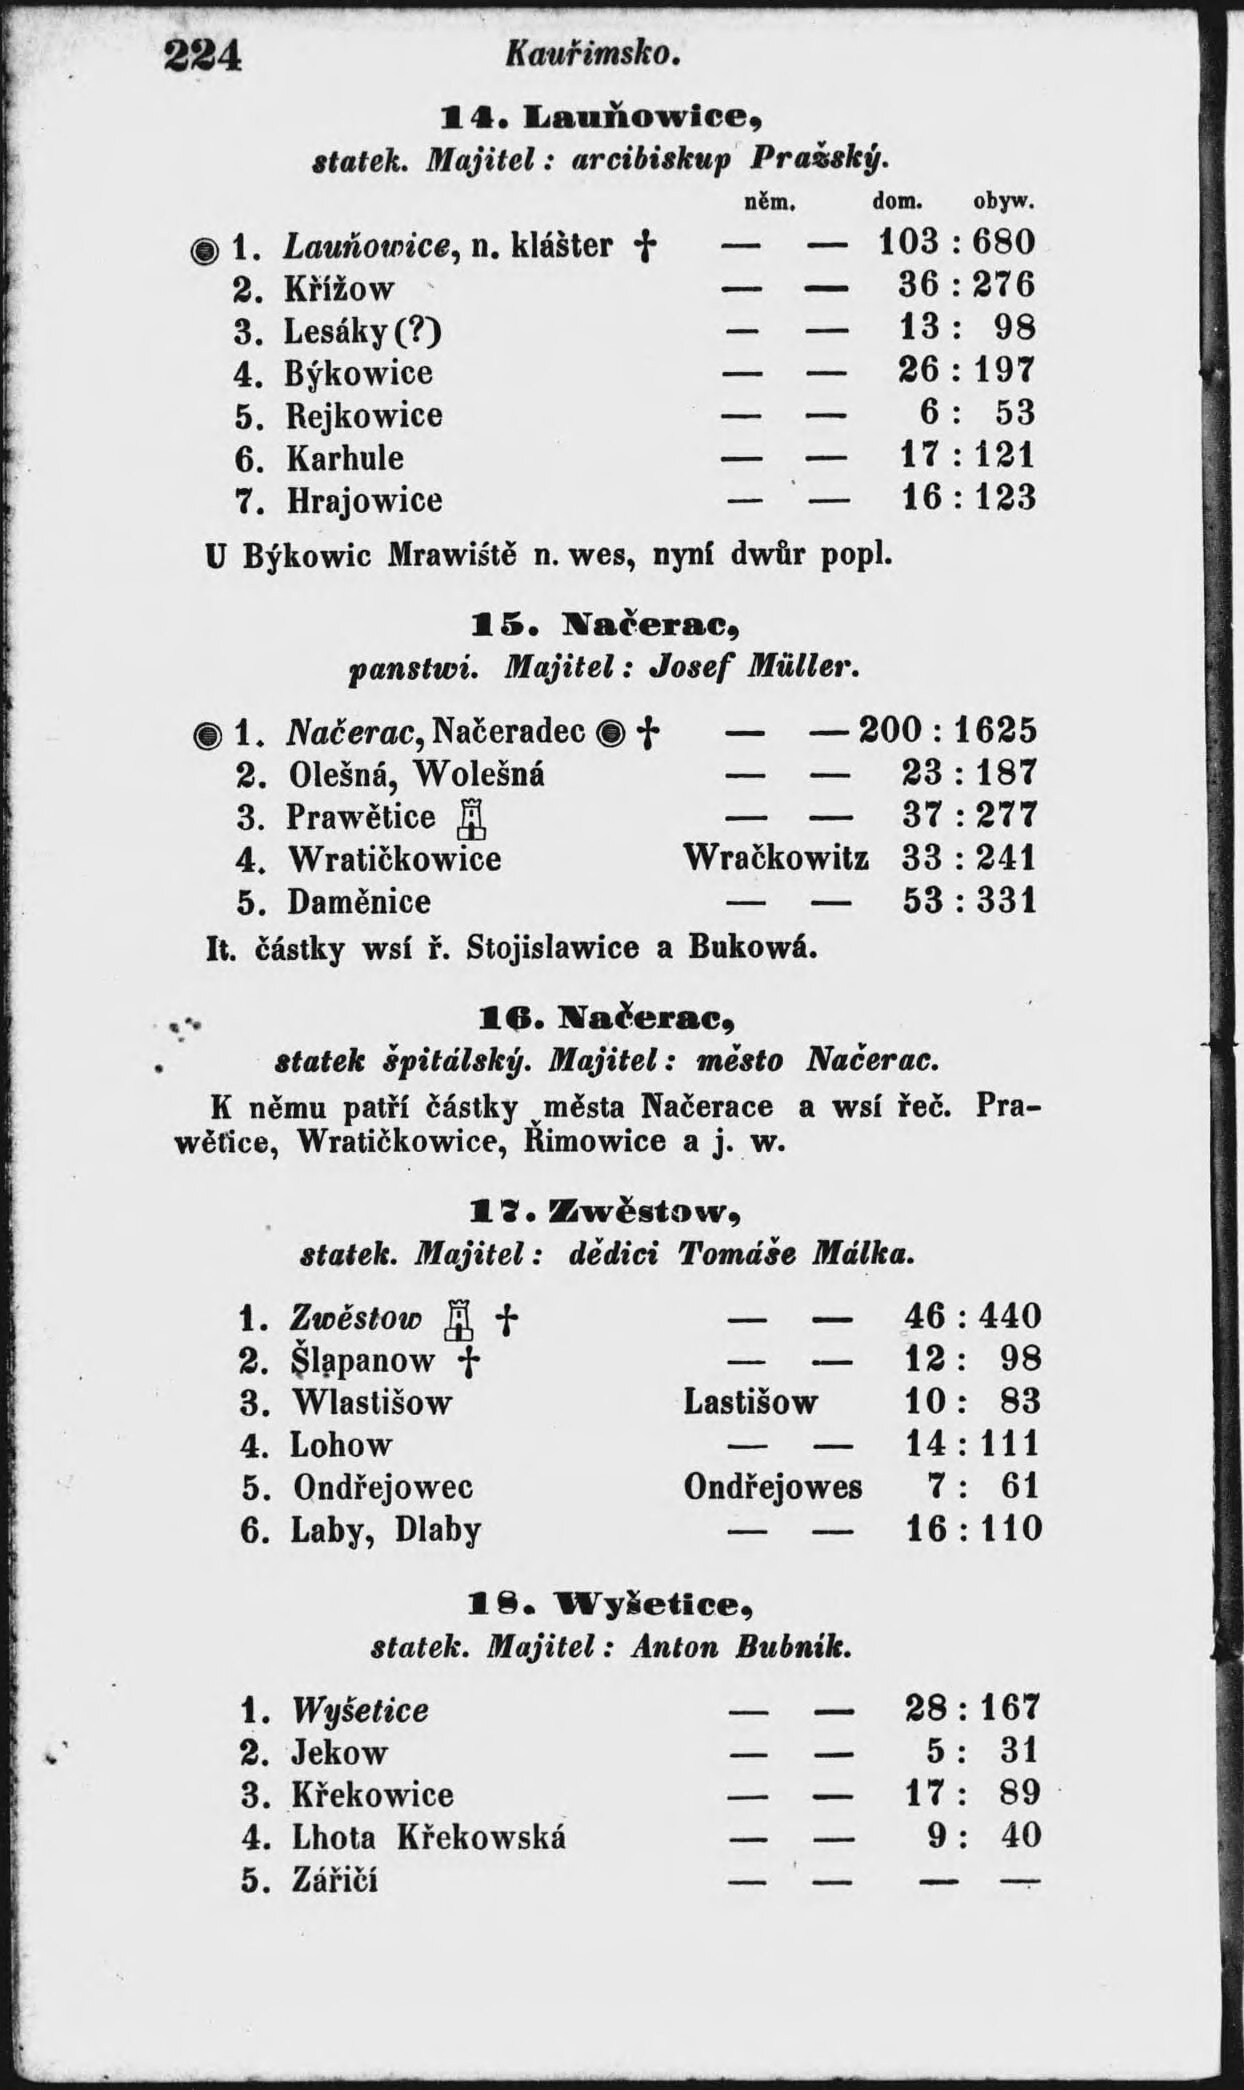 224 Kauřimsko.
14. Lauňowice,
statek. Majitel: arcibiskup Pražský.
něm. dom. obyw.
◉ 1. Lauňowice, n. klášter † — — 103 : 680
2. Křížow — — 36 : 276
3. Lesáky (?) — — 13 : 98
4. Býkowice — — 26 : 197
5. Rejkowice — — 6 : 53
6. Karhule — — 17 : 121
7. Hrajowice — — 16 : 123
U Býkowic Mrawiště n. wes, nyní dwůr popl.
15. Načerac,
panstwi. Majitel: Josef Müller.
◉ 1. Načerac, Načeradec ◉ † — — 200 : 1625
2. Olešná, Wolešná — — 23 : 187
3. Prawětice — — 37 : 277
4. Wratičkowice Wračkowitz 33 : 241
5. Daměnice — — 53 : 331
It. částky wsí ř. Stojislawice a Bukowá.
16. Načerac,
statek špitálský. Majitel: město Načerac.
K němu patří částky města Načerace a wsí řeč. Pra-
wětice, Wratičkowice, Řimowice a j. w.
17. Zwěstow,
statek. Majitel: dědici Tomáše Málka.
1. Zwěstow † — — 46 : 440
2. Šlapanow † — — 12 : 98
3. Wlastišow Lastišow 10 : 83
4. Lohow — — 14 : 111
5. Ondřejowec Ondřejowes 7 : 61
6. Laby, Dlaby — — 16 : 110
18. Wyšetice,
statek. Majitel: Anton Bubník.
1. Wyšetice — — 28 : 167
2. Jekow — — 5 : 31
3. Křekowice — — 17 : 89
4. Lhota Křekowská — — 9 : 40
5. Záříčí — — — —